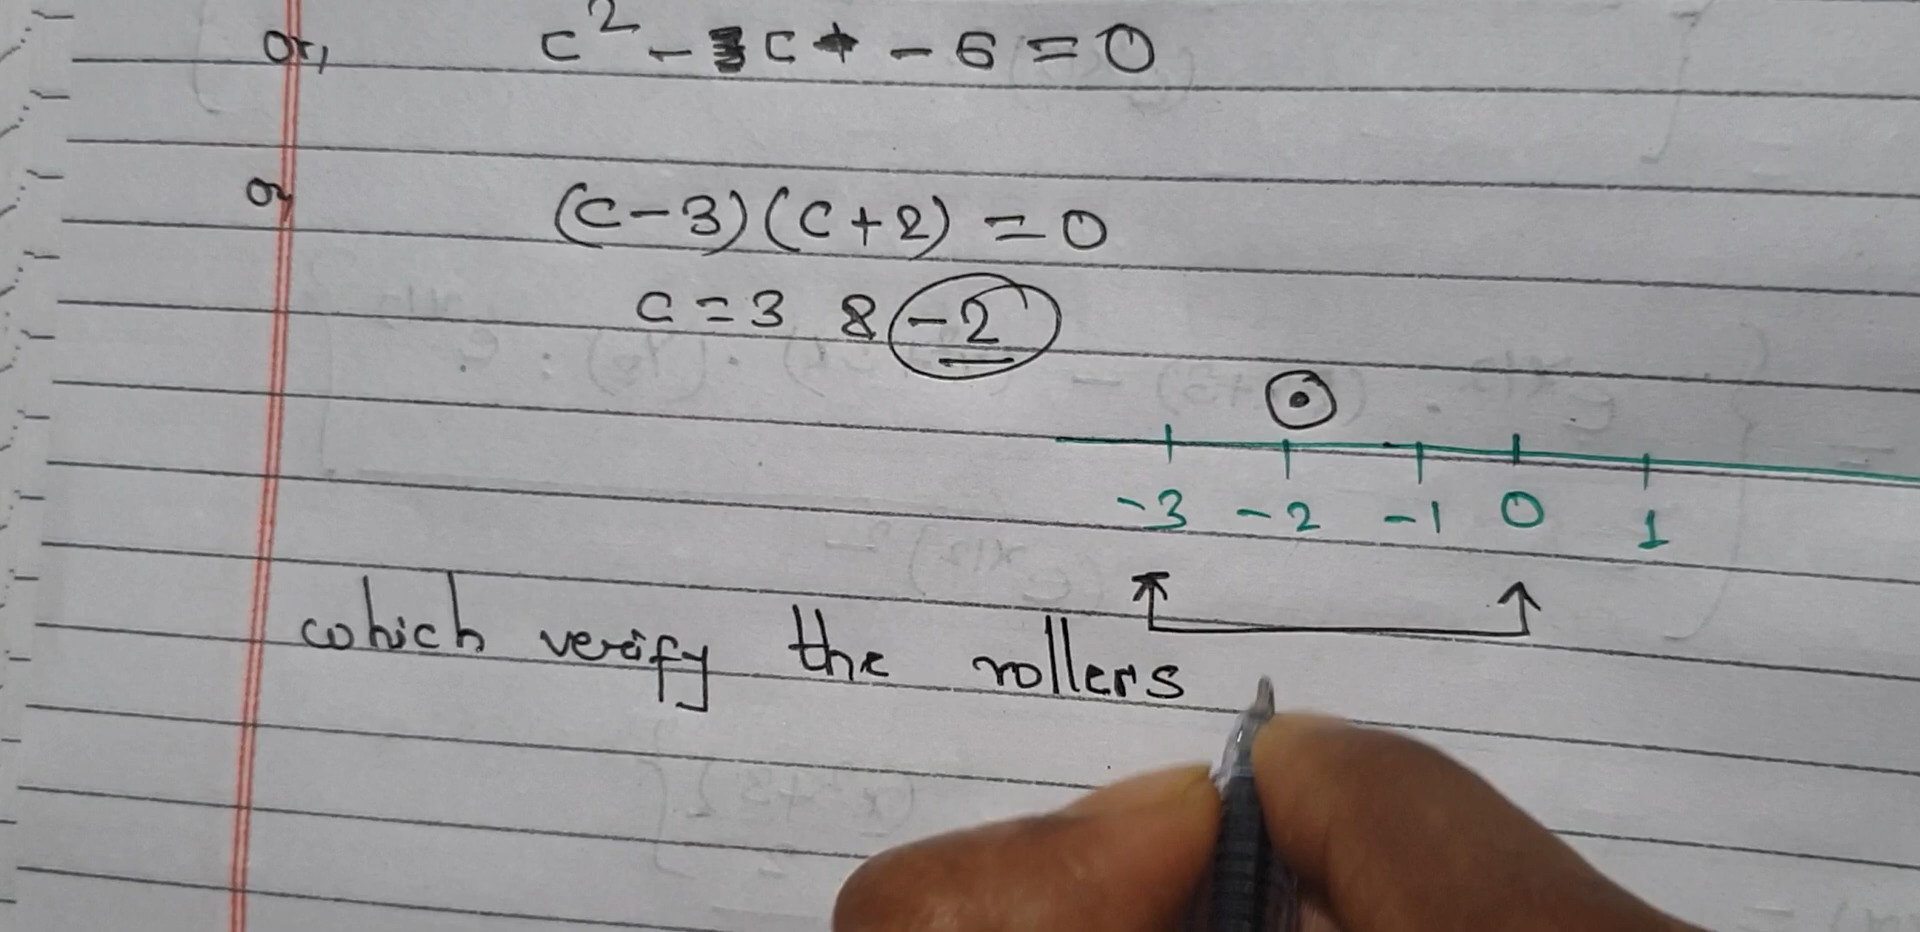 Or, c² - 3c - 6 = 0
or (c-3)(c+2) = 0
c = 3 & -2
-3 -2 -1 0 1
which verify the rollers